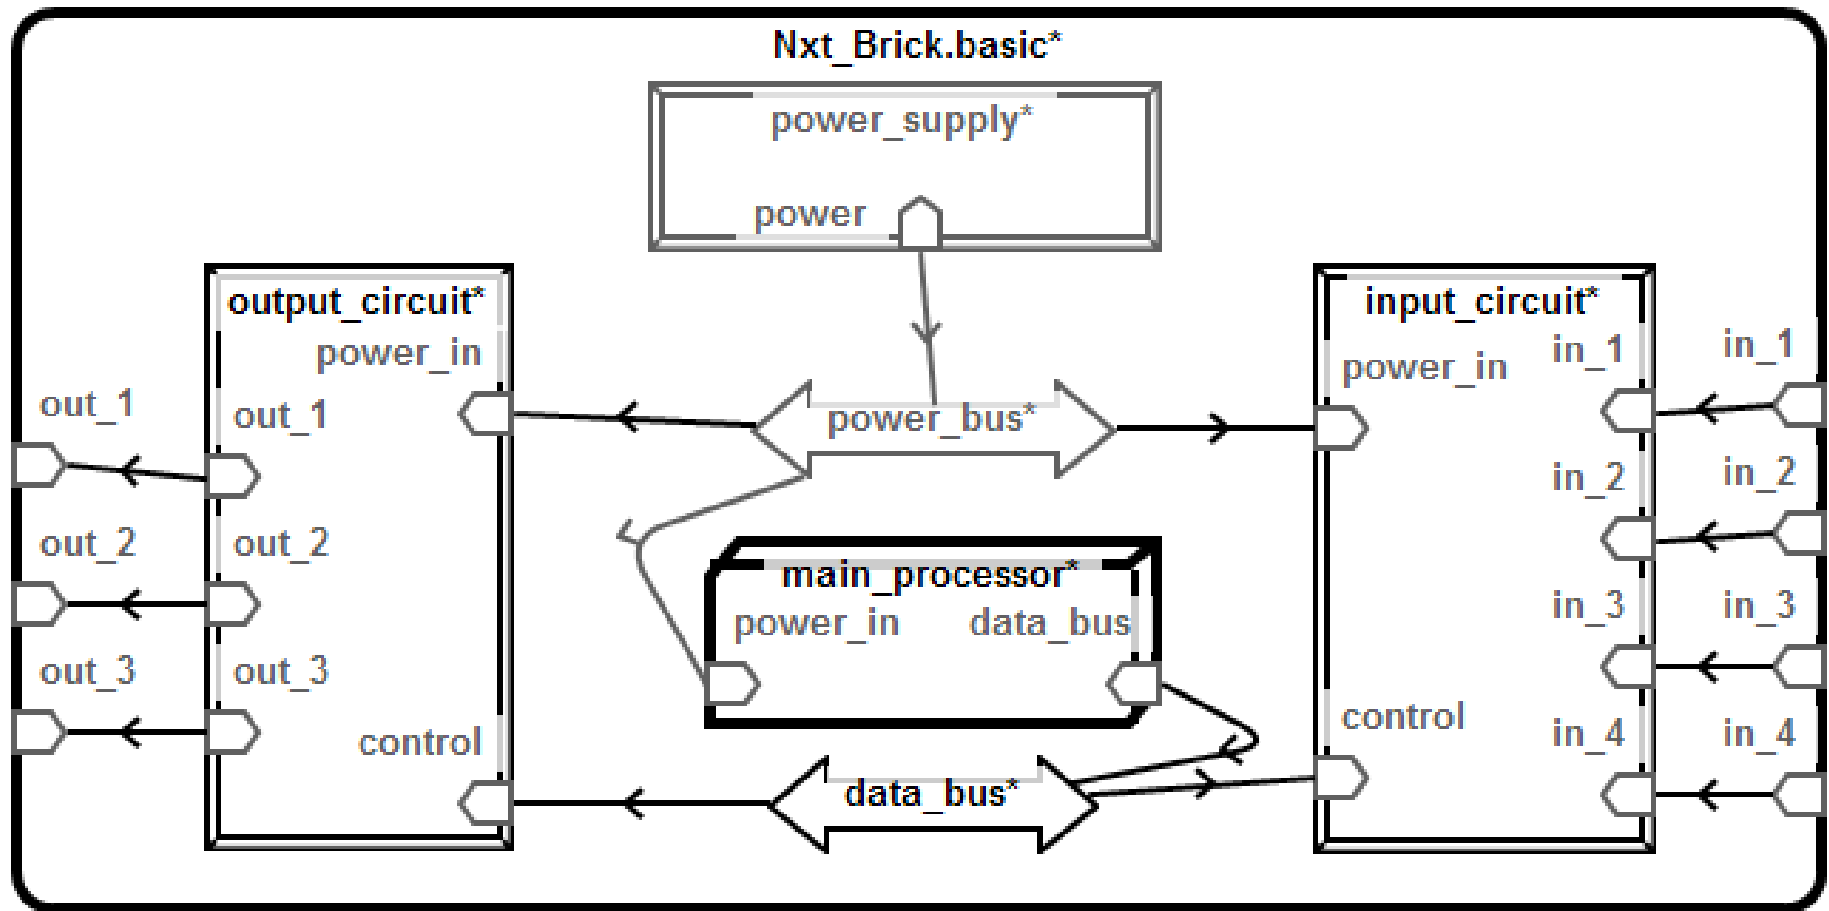 Nxt_Brick.basic*
power_supply*
power
output_circuit*
power_in
out_1
out_1
out_2
out_2
out_3
out_3
control
power_bus*
main_processor*
power_in data_bus
data_bus*
input_circuit*
power_in
in_1
in_1
in_2
in_2
in_3
in_3
control
in_4
in_4